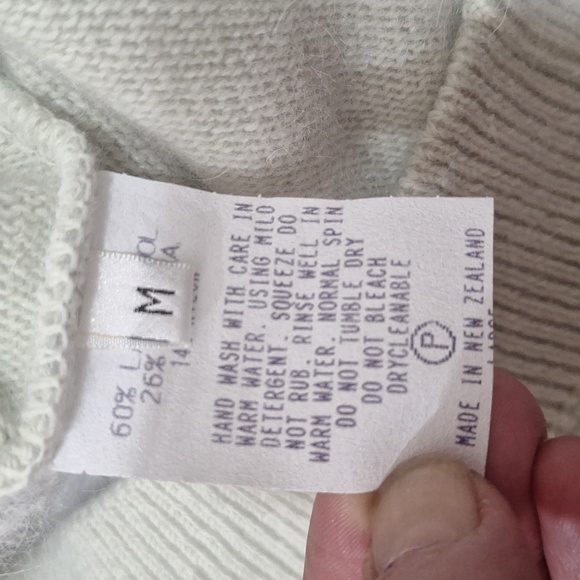 M
60% L
26%
14
OL
A.
HAND WASH WITH CARE IN
WARM WATER. USING MILD
DETERGENT. SQUEEZE DO
NOT RUB. RINSE WELL IN
WARM WATER. NORMAL SPIN
DO NOT TUMBLE DRY
DO NOT BLEACH
DRYCLEANABLE
P
MADE IN NEW ZEALAND